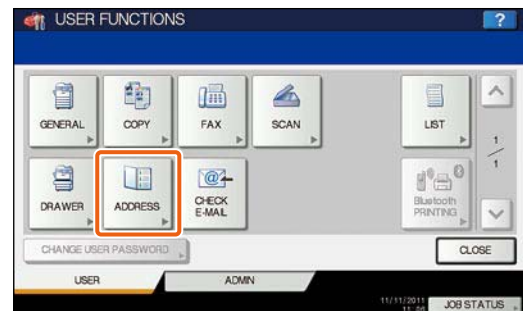 USER FUNCTIONS ?
GENERAL COPY FAX SCAN LIST
1
1
DRAWER ADDRESS CHECK
E-MAIL Bluetooth
PRINTING
CHANGE USER PASSWORD CLOSE
USER ADMIN
11/11/2011
JOB STATUS